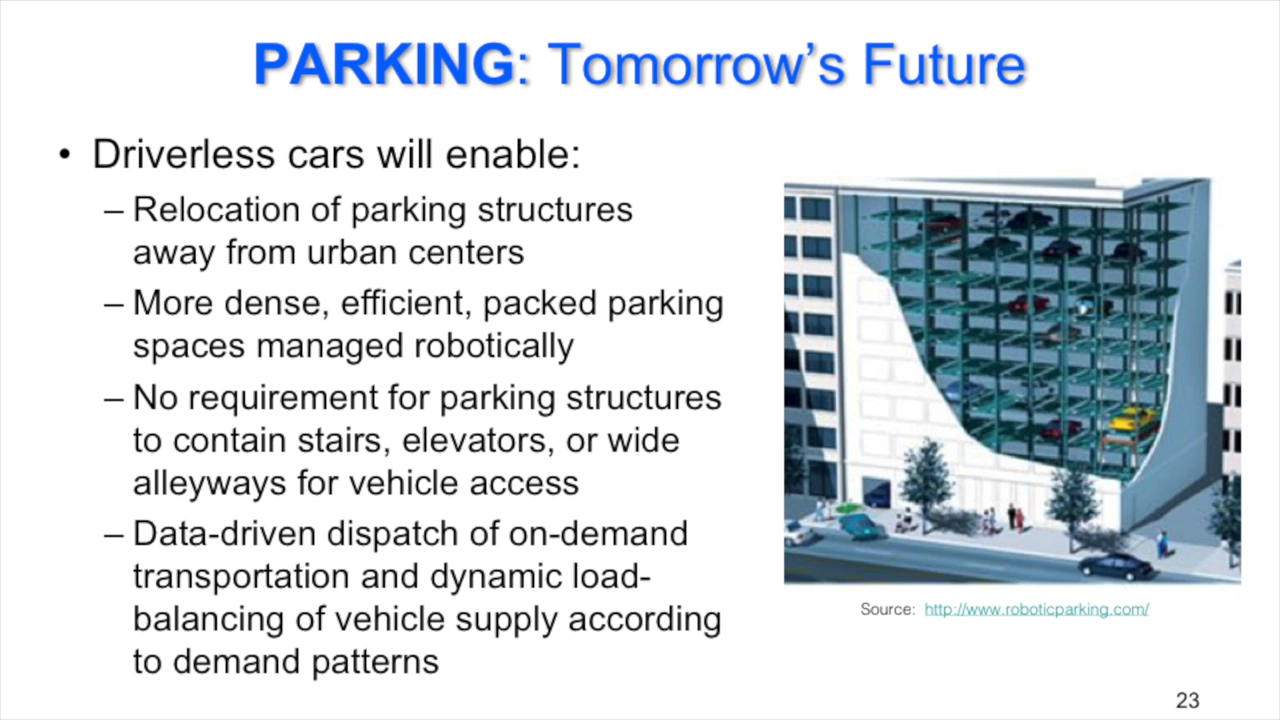 PARKING: Tomorrow’s Future
• Driverless cars will enable:
– Relocation of parking structures
away from urban centers
– More dense, efficient, packed parking
spaces managed robotically
– No requirement for parking structures
to contain stairs, elevators, or wide
alleyways for vehicle access
– Data-driven dispatch of on-demand
transportation and dynamic load-
balancing of vehicle supply according
to demand patterns
Source: http://www.roboticparking.com/
23